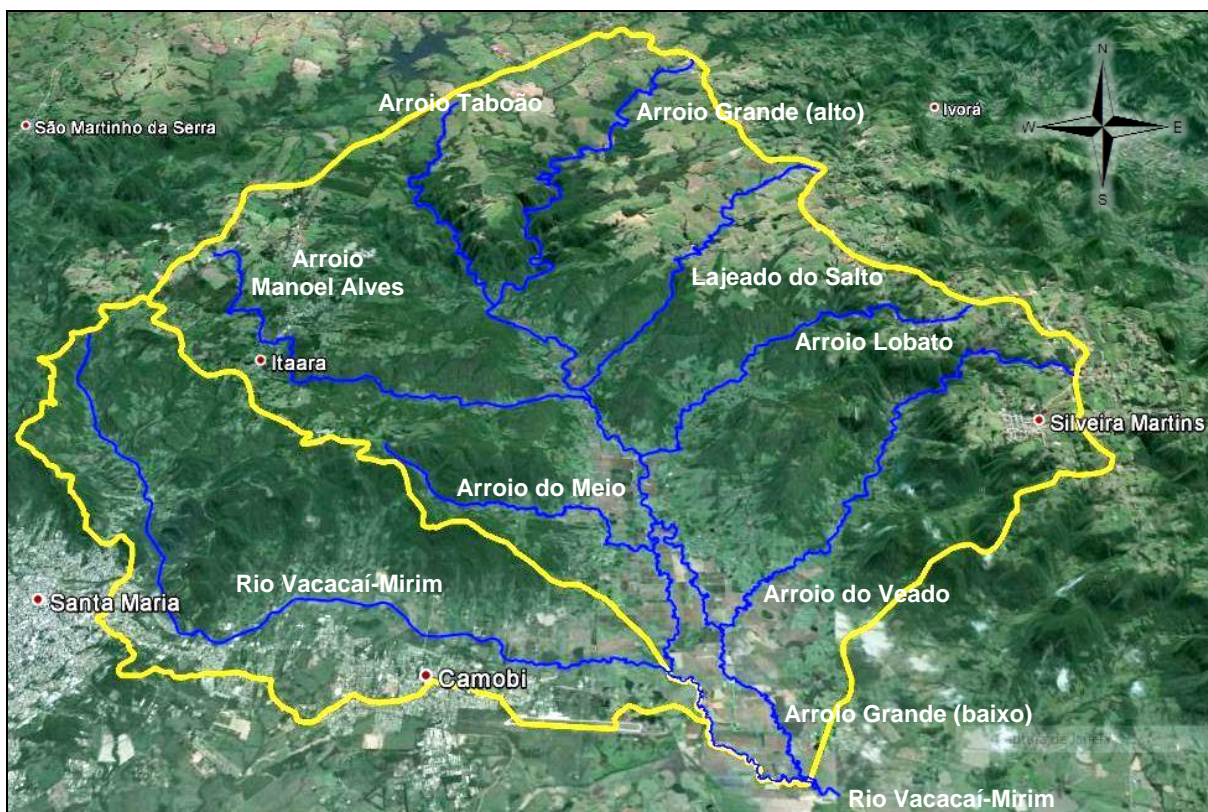 N
Arroio Taboão
Ivorá
Arroio Grande (alto)
São Martinho da Serra
W
E
S
Arroio
Manoel Alves
Lajeado do Salto
Arroio Lobato
Itaara
Silveira Martins
Arroio do Meio
Rio Vacacaí-Mirim
Arroio do Veado
Santa Maria
Camobi
Arroio Grande (baixo)
Rio Vacacaí-Mirim